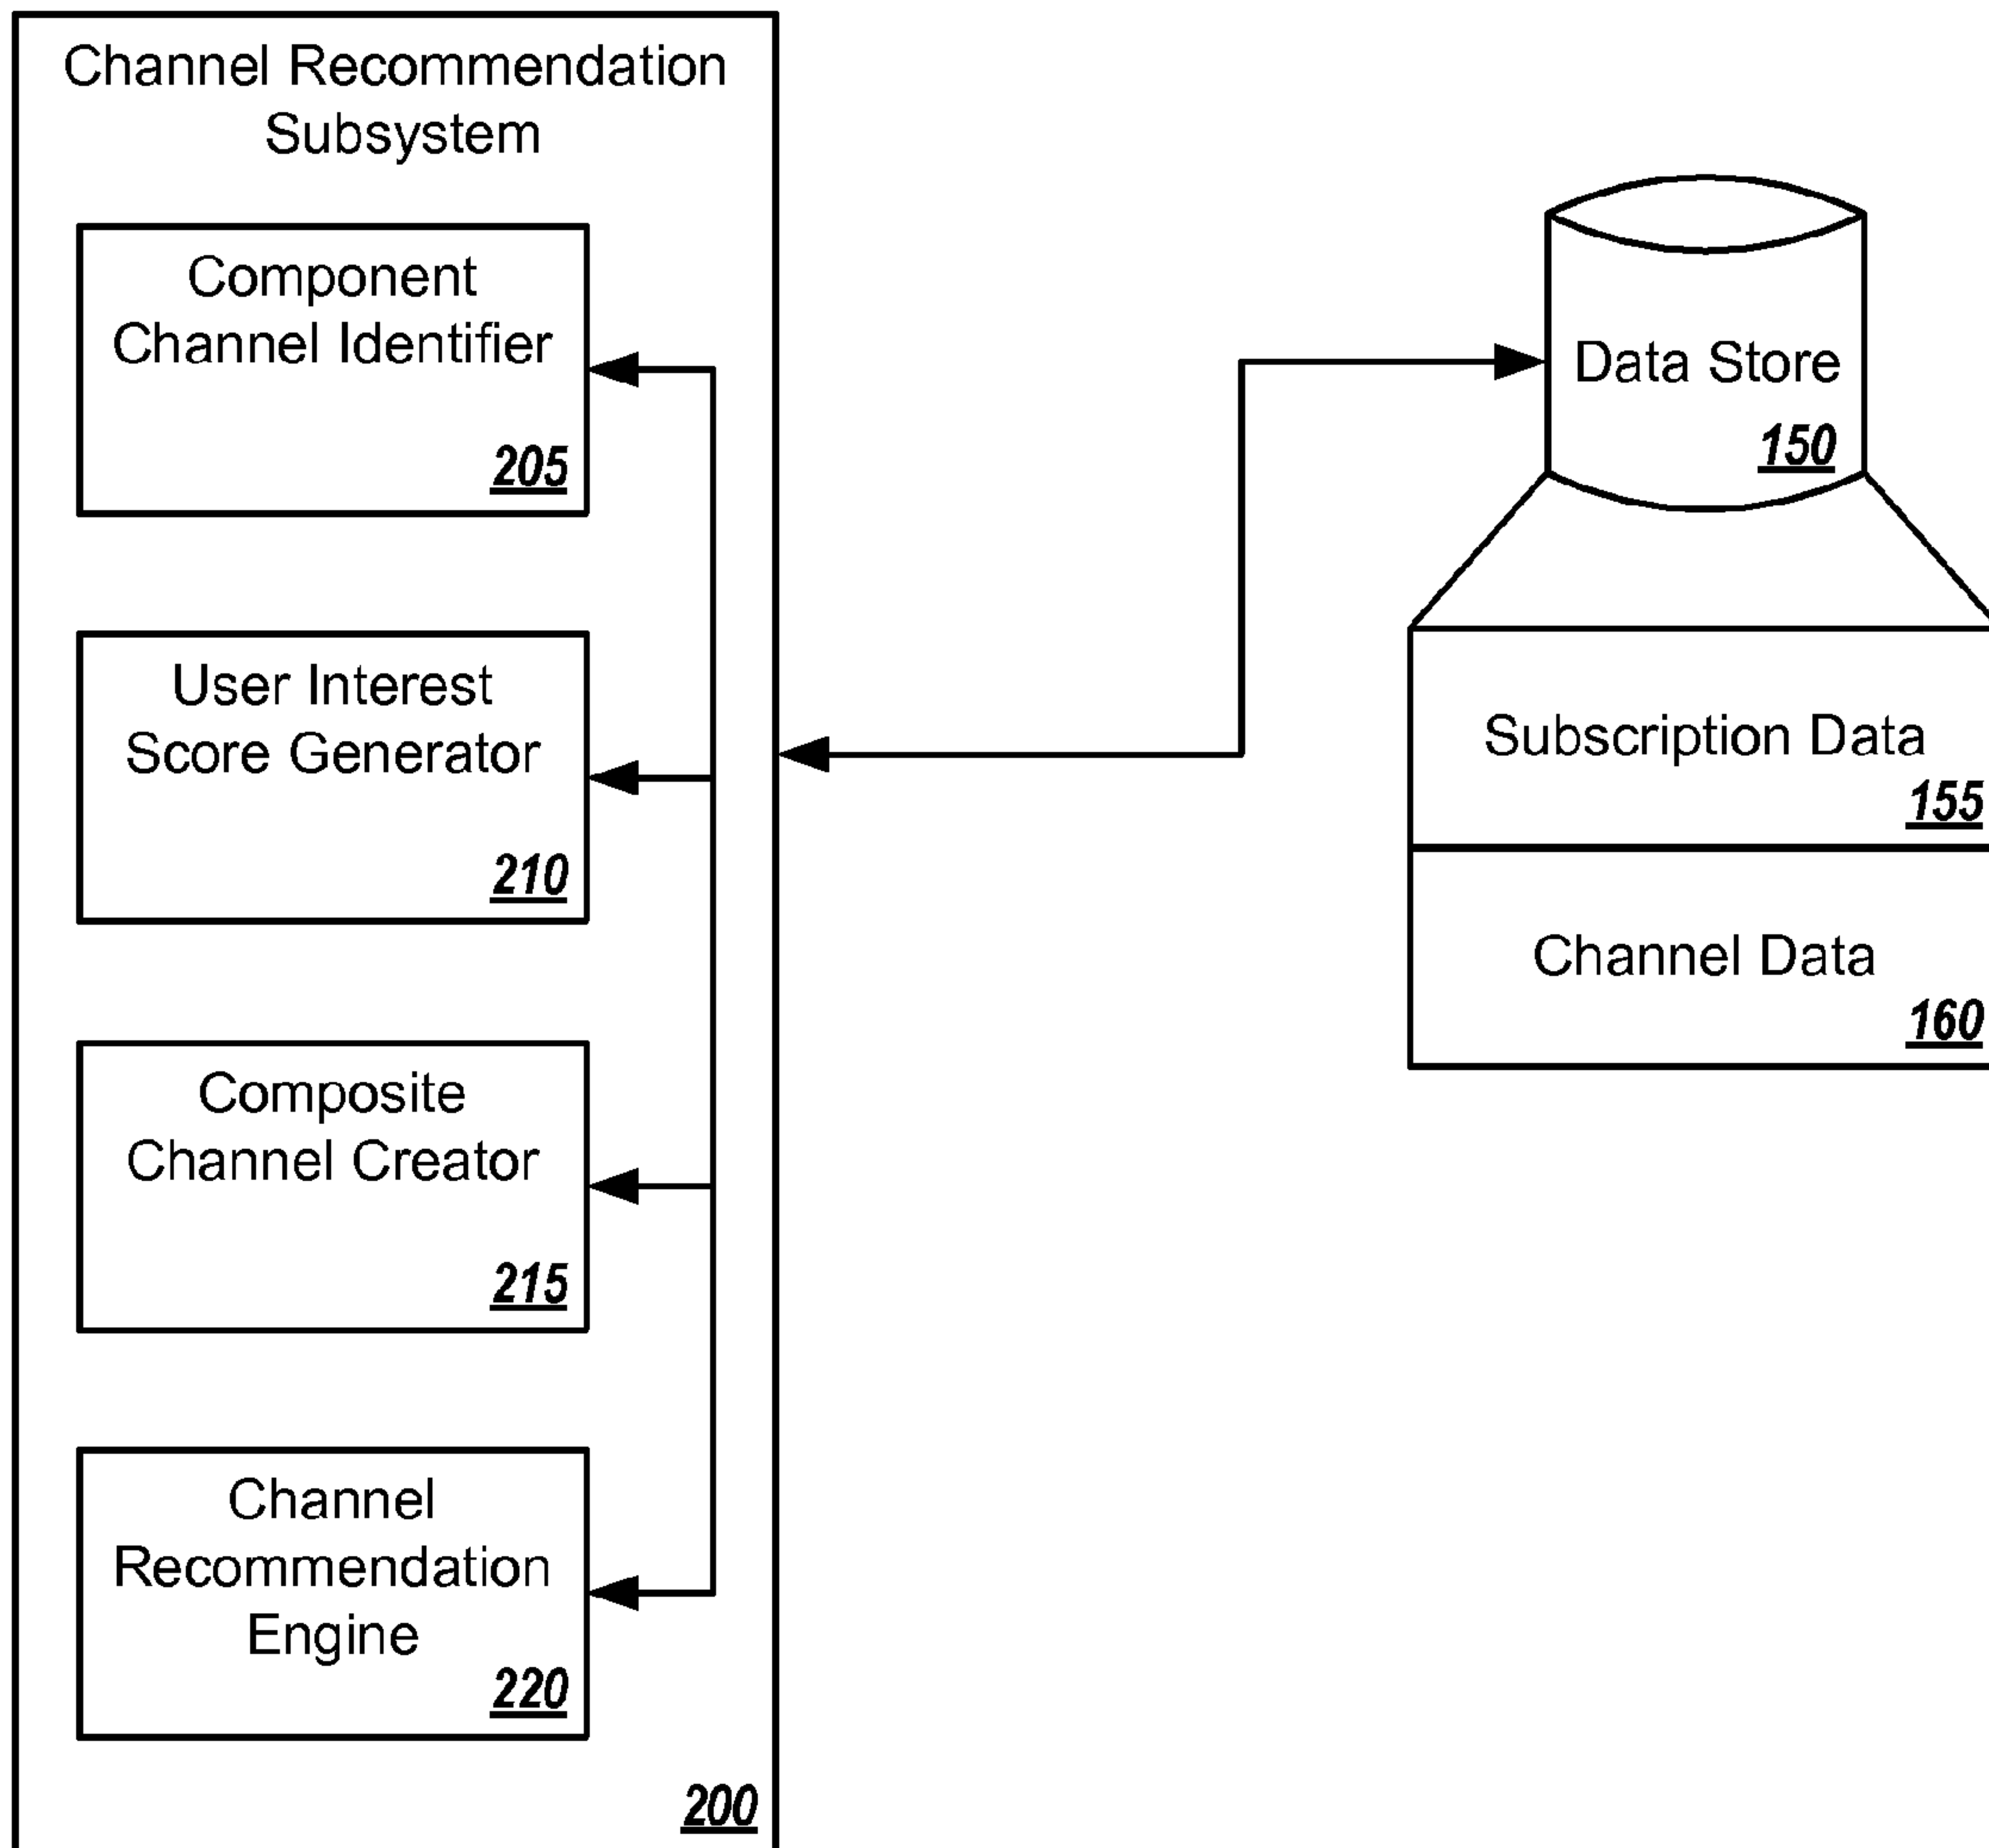 Channel Recommendation
Subsystem
Component
Channel Identifier
205
User Interest
Score Generator
210
Composite
Channel Creator
215
Channel
Recommendation
Engine
220
200
Data Store
150
Subscription Data
155
Channel Data
160